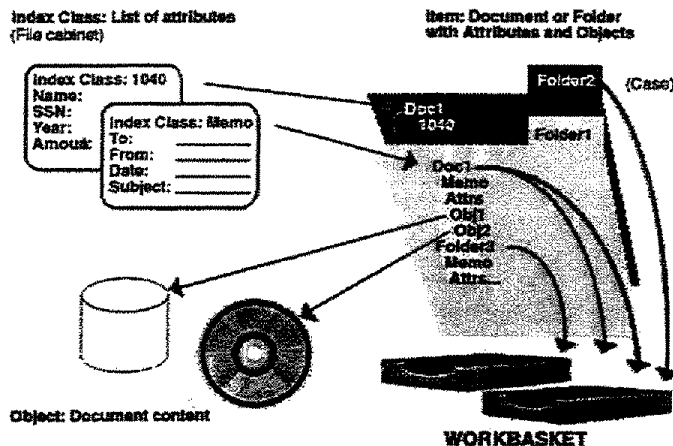 Index Class: List of attributes
(File cabinet)
Item: Document or Folder
with Attributes and Objects
Index Class: 1040
Name:
SSN:
Year:
Amount:
Index Class: Memo
To:
From:
Date:
Subject:
Folder2
(Case)
Doc1
1040
Folder1
Doc1
Memo
Attrs
Obj1
Obj2
Folder3
Memo
Attrs...
Object: Document content
WORKBASKET